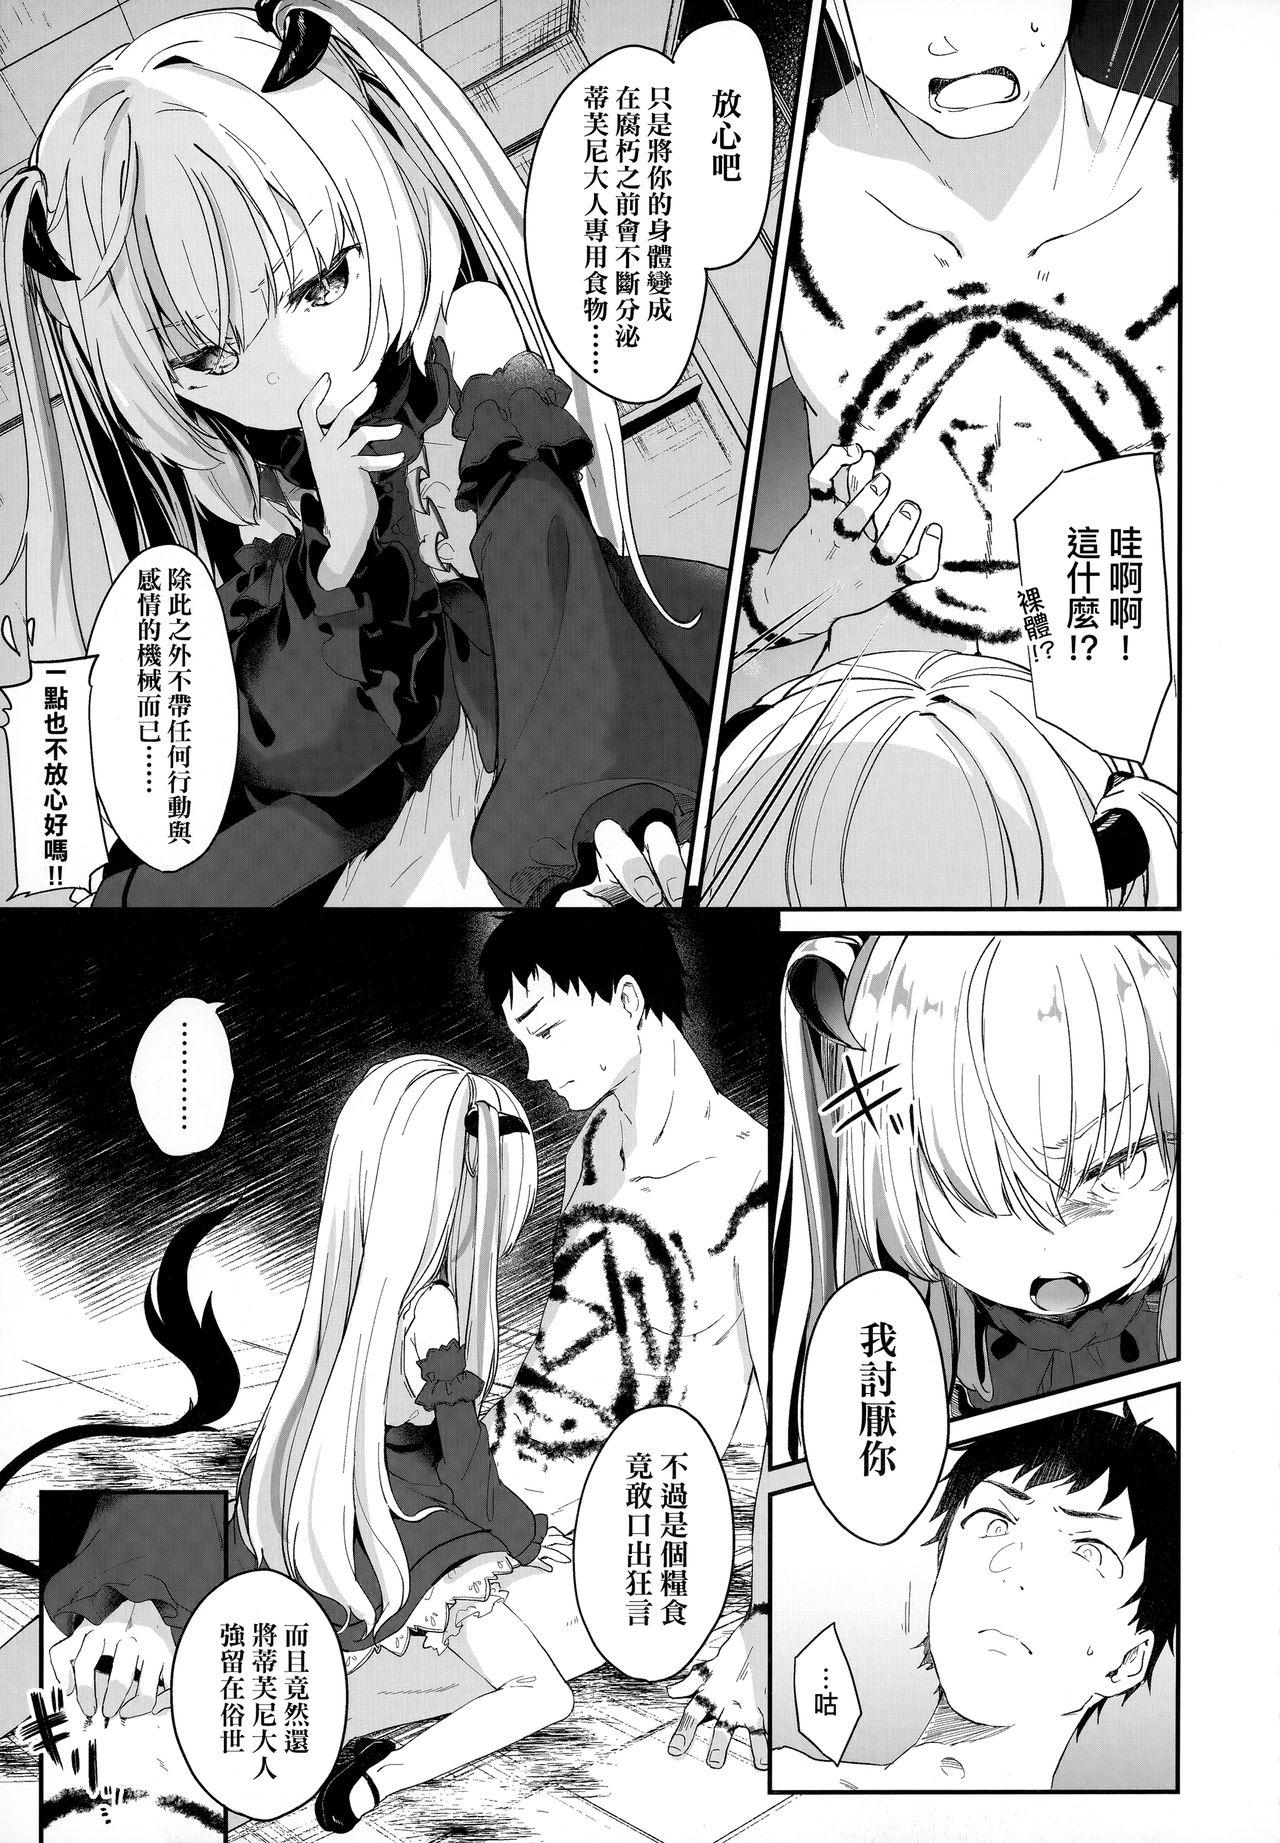 哇啊啊！
這什麼!?
裸體!?
放心吧
只是將你的身體變成
在腐朽之前會不斷分泌
蒂芙尼大人專用食物……
除此之外不帶任何行動與
感情的機械而已……
一點也不放心好嗎!!
我討厭你
…咕
不過是個糧食
竟敢口出狂言
而且竟然還
將蒂芙尼大人
強留在俗世
………